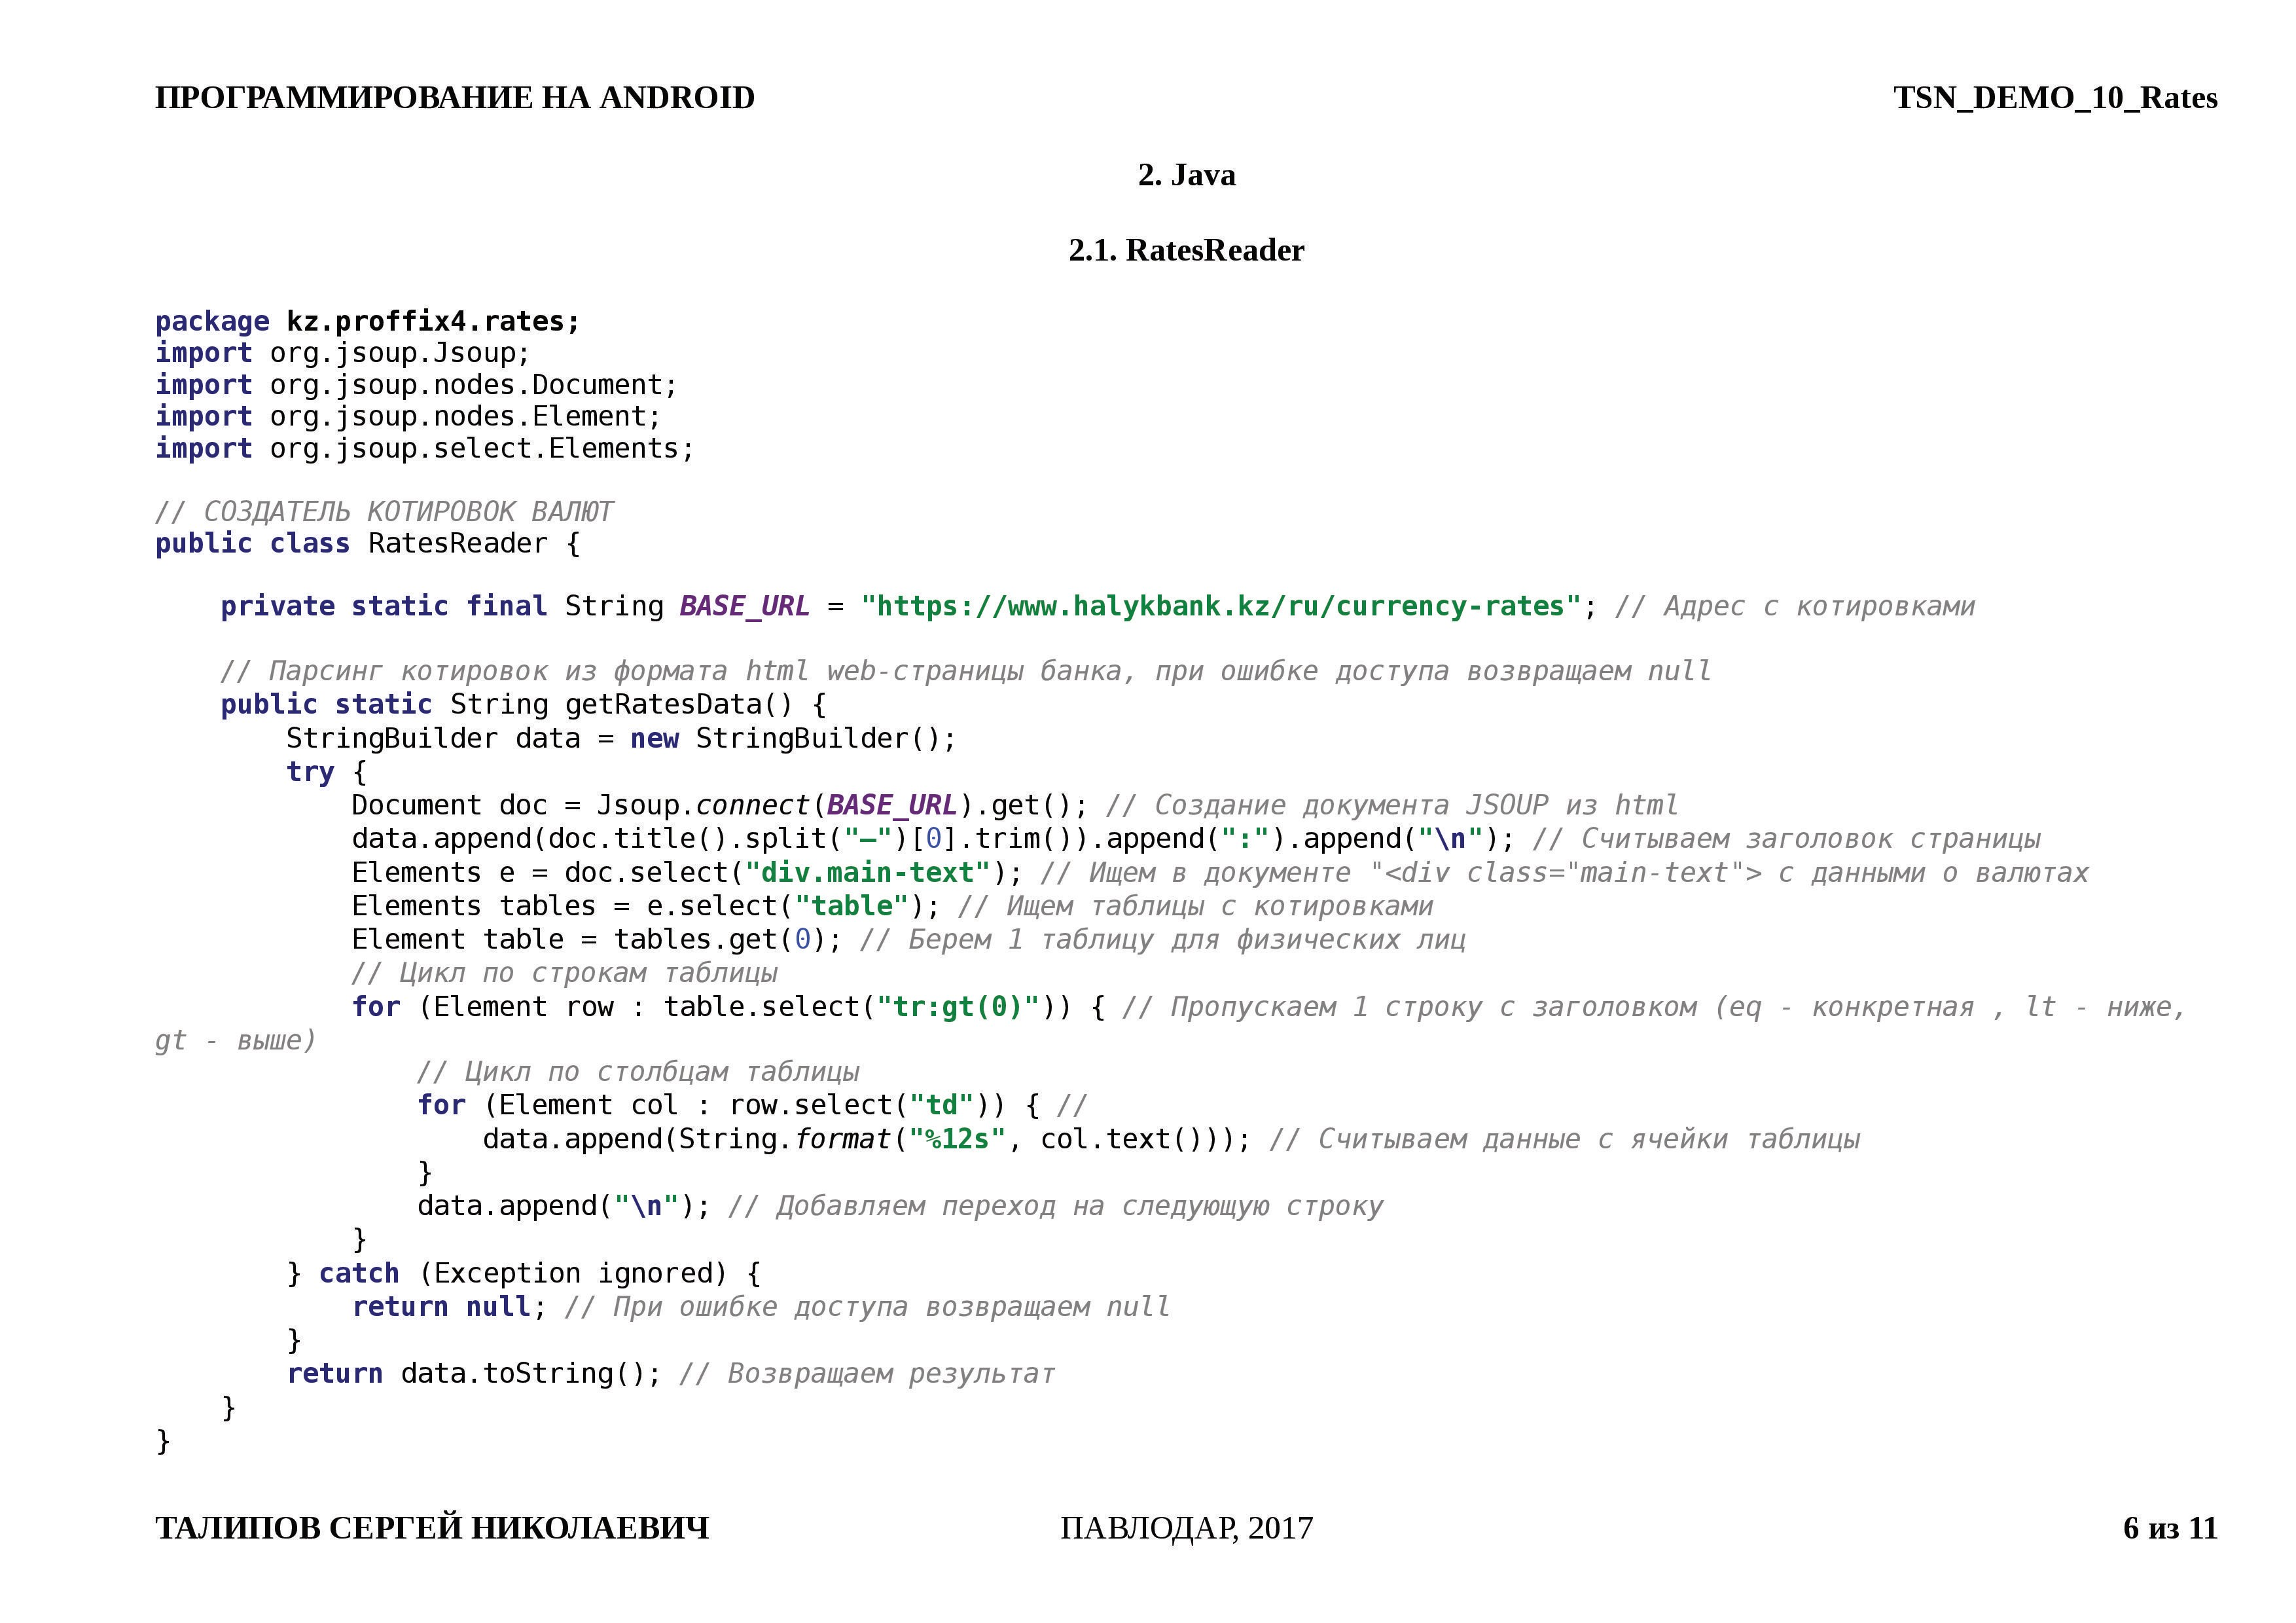 ПРОГРАММИРОВАНИЕ НА ANDROID TSN_DEMO_10_Rates
2. Java
2.1. RatesReader
package kz.proffix4.rates;
import org.jsoup.Jsoup;
import org.jsoup.nodes.Document;
import org.jsoup.nodes.Element;
import org.jsoup.select.Elements;
// СОЗДАТЕЛЬ КОТИРОВОК ВАЛЮТ
public class RatesReader {
    private static final String BASE_URL = "https://www.halykbank.kz/ru/currency-rates"; // Адрес с котировками
    // Парсинг котировок из формата html web-страницы банка, при ошибке доступа возвращаем null
    public static String getRatesData() {
        StringBuilder data = new StringBuilder();
        try {
            Document doc = Jsoup.connect(BASE_URL).get(); // Создание документа JSOUP из html
            data.append(doc.title().split("—")[0].trim()).append(":").append("\n"); // Считываем заголовок страницы
            Elements e = doc.select("div.main-text"); // Ищем в документе "<div class="main-text"> с данными о валютах
            Elements tables = e.select("table"); // Ищем таблицы с котировками
            Element table = tables.get(0); // Берем 1 таблицу для физических лиц
            // Цикл по строкам таблицы
            for (Element row : table.select("tr:gt(0)")) { // Пропускаем 1 строку с заголовком (eq - конкретная , lt - ниже,
gt - выше)
                // Цикл по столбцам таблицы
                for (Element col : row.select("td")) { //
                    data.append(String.format("%12s", col.text())); // Считываем данные с ячейки таблицы
                }
                data.append("\n"); // Добавляем переход на следующую строку
            }
        } catch (Exception ignored) {
            return null; // При ошибке доступа возвращаем null
        }
        return data.toString(); // Возвращаем результат
    }
}
ТАЛИПОВ СЕРГЕЙ НИКОЛАЕВИЧ ПАВЛОДАР, 2017 6 из 11